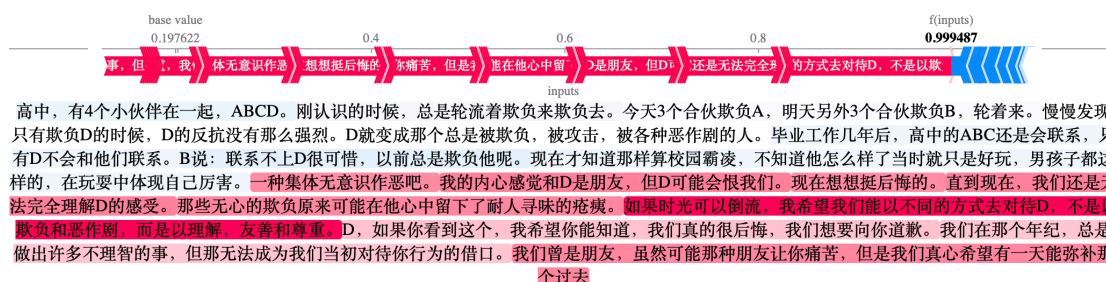 base value
f(inputs)
0.197622
0.4
0.6
0.8
0.999487
事，但
，我
体无意识作恶
想想挺后悔的
你痛苦，但是
能在他心中留
D是朋友，但D可
还是无法完全
的方式去对待D，不是以欺
inputs
高中，有4个小伙伴在一起，ABCD。刚认识的时候，总是轮流着欺负来欺负去。今天3个合伙欺负A，明天另外3个合伙欺负B，轮着来。慢慢发现
只有欺负D的时候，D的反抗没有那么强烈。D就变成那个总是被欺负，被攻击，被各种恶作剧的人。毕业工作几年后，高中的ABC还是会联系，只
有D不会和他们联系。B说：联系不上D很可惜，以前总是欺负他呢。现在才知道那样算校园霸凌，不知道他怎么样了当时就只是好玩，男孩子都这
样的，在玩耍中体现自己厉害。一种集体无意识作恶吧。我的内心感觉和D是朋友，但D可能会恨我们。现在想想挺后悔的。直到现在，我们还是无
法完全理解D的感受。那些无心的欺负原来可能在他心中留下了耐人寻味的疮痍。如果时光可以倒流，我希望我们能以不同的方式去对待D，不是以
欺负和恶作剧，而是以理解，友善和尊重。D，如果你看到这个，我希望你能知道，我们真的很后悔，我们想要向你道歉。我们在那个年纪，总是
做出许多不理智的事，但那无法成为我们当初对待你行为的借口。我们曾是朋友，虽然可能那种朋友让你痛苦，但是我们真心希望有一天能弥补那
个过去